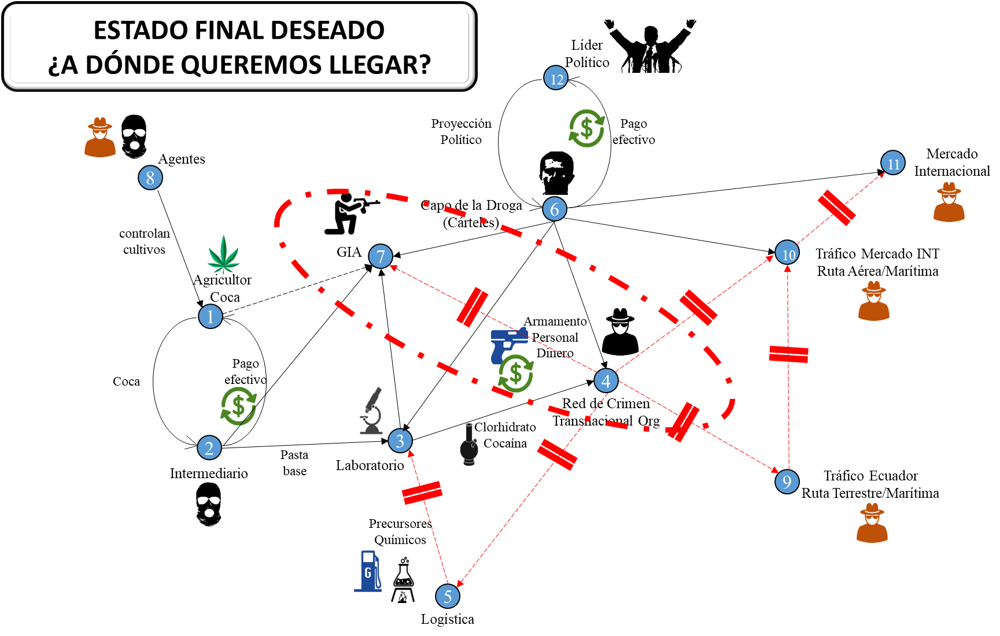 ESTADO FINAL DESEADO
¿A DÓNDE QUEREMOS LLEGAR?
Líder
Político
12
Proyección
Político
$
Pago
efectivo
8
Agentes
6
Capo de la Droga
(Cárteles)
11
Mercado
Internacional
controlan
cultivos
GIA
7
10
Tráfico Mercado INT
Ruta Aérea/Marítima
Agricultor
Coca
1
Armamento
Personal
Dinero
$
Coca
Pago
efectivo
$
4
Red de Crimen
Transnacional Org
2
Intermediario
Pasta
base
3
Laboratorio
Clorhidrato
Cocaína
9
Tráfico Ecuador
Ruta Terrestre/Marítima
Precursores
Químicos
G
5
Logística